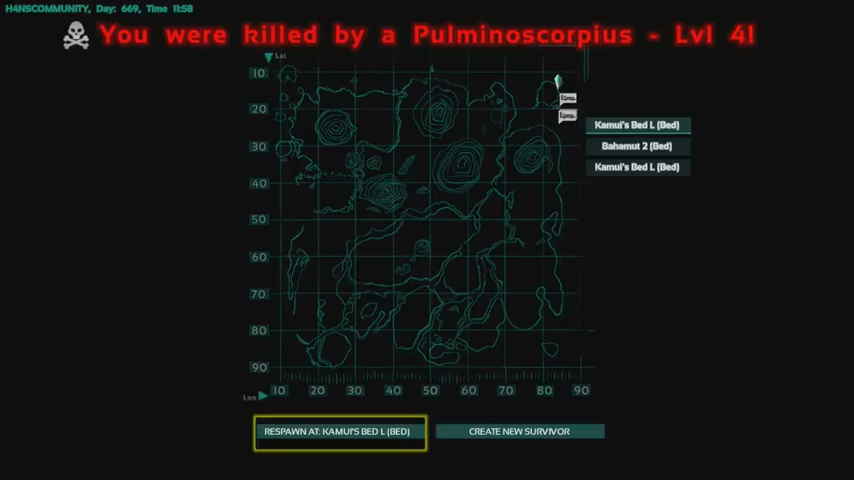 H4NSCOMMUNITY, Day: 669, Time 11:58
You were killed by a Pulminoscorpius - Lvl 4!
Lat
10
20
30
40
50
60
70
80
90
Kamui's Bed L (Bed)
Bahamut 2 (Bed)
Kamui's Bed L (Bed)
Lon
10 20 30 40 50 60 70 80 90
RESPAWN AT: KAMUI'S BED L (BED)
CREATE NEW SURVIVOR